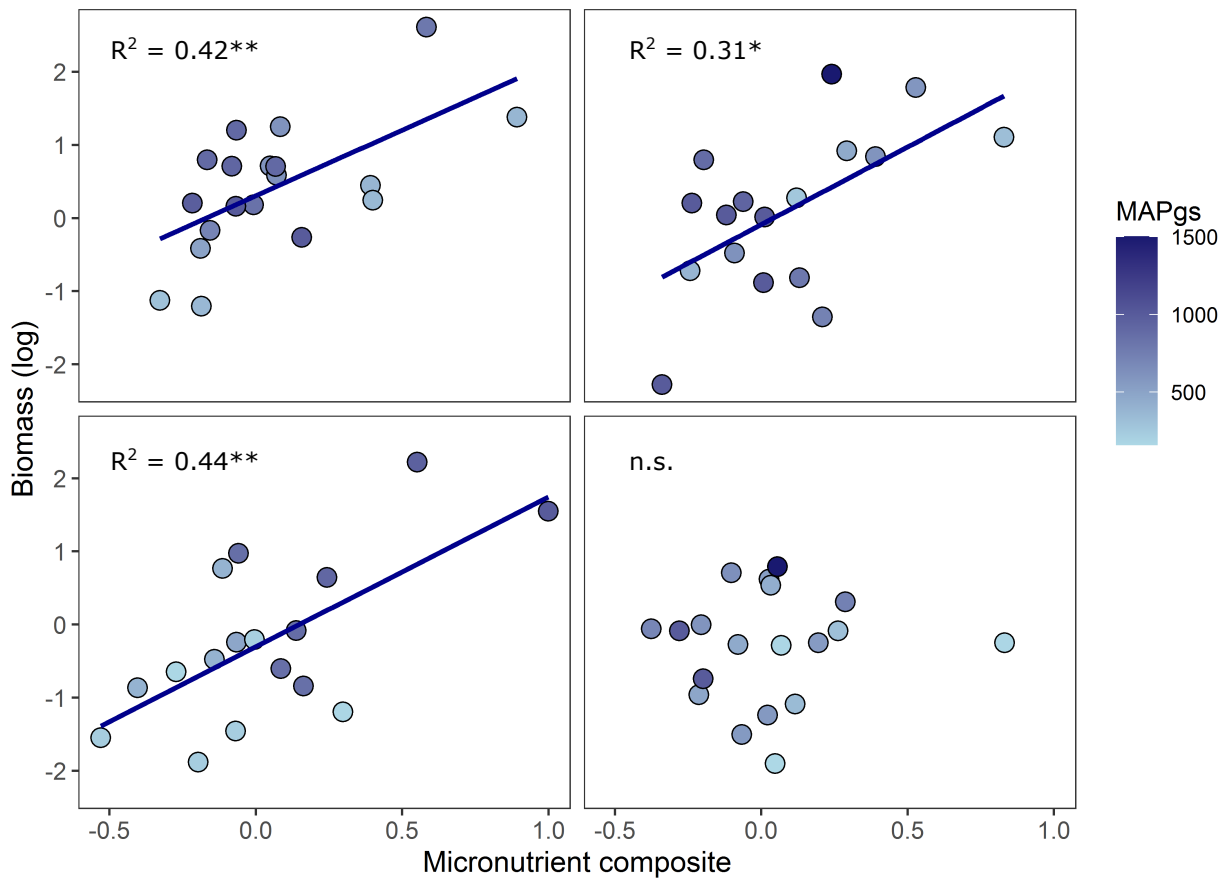 R² = 0.42**
R² = 0.31*
2
1
0
-1
-2
R² = 0.44**
n.s.
2
1
0
-1
-2
-0.5 0.0 0.5 1.0
-0.5 0.0 0.5 1.0
Biomass (log)
Micronutrient composite
MAPgs
1500
1000
500